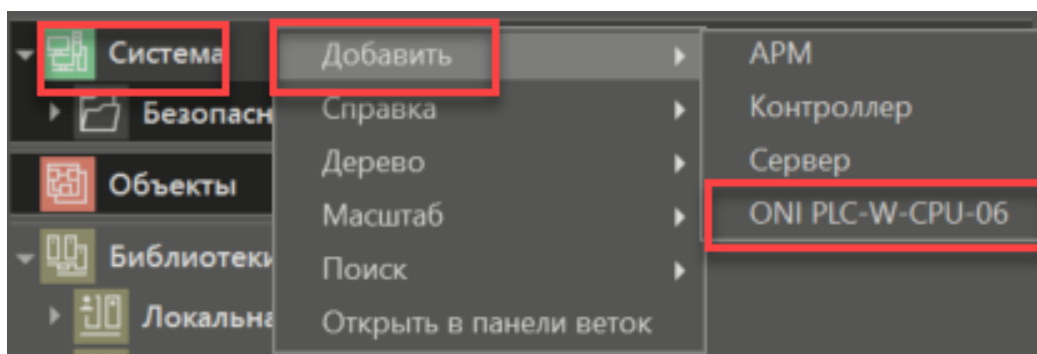 Система
Безопасн
Объекты
Библиотеки
Локальна
Добавить
Справка
Дерево
Масштаб
Поиск
Открыть в панели веток
АРМ
Контроллер
Сервер
ONI PLC-W-CPU-06